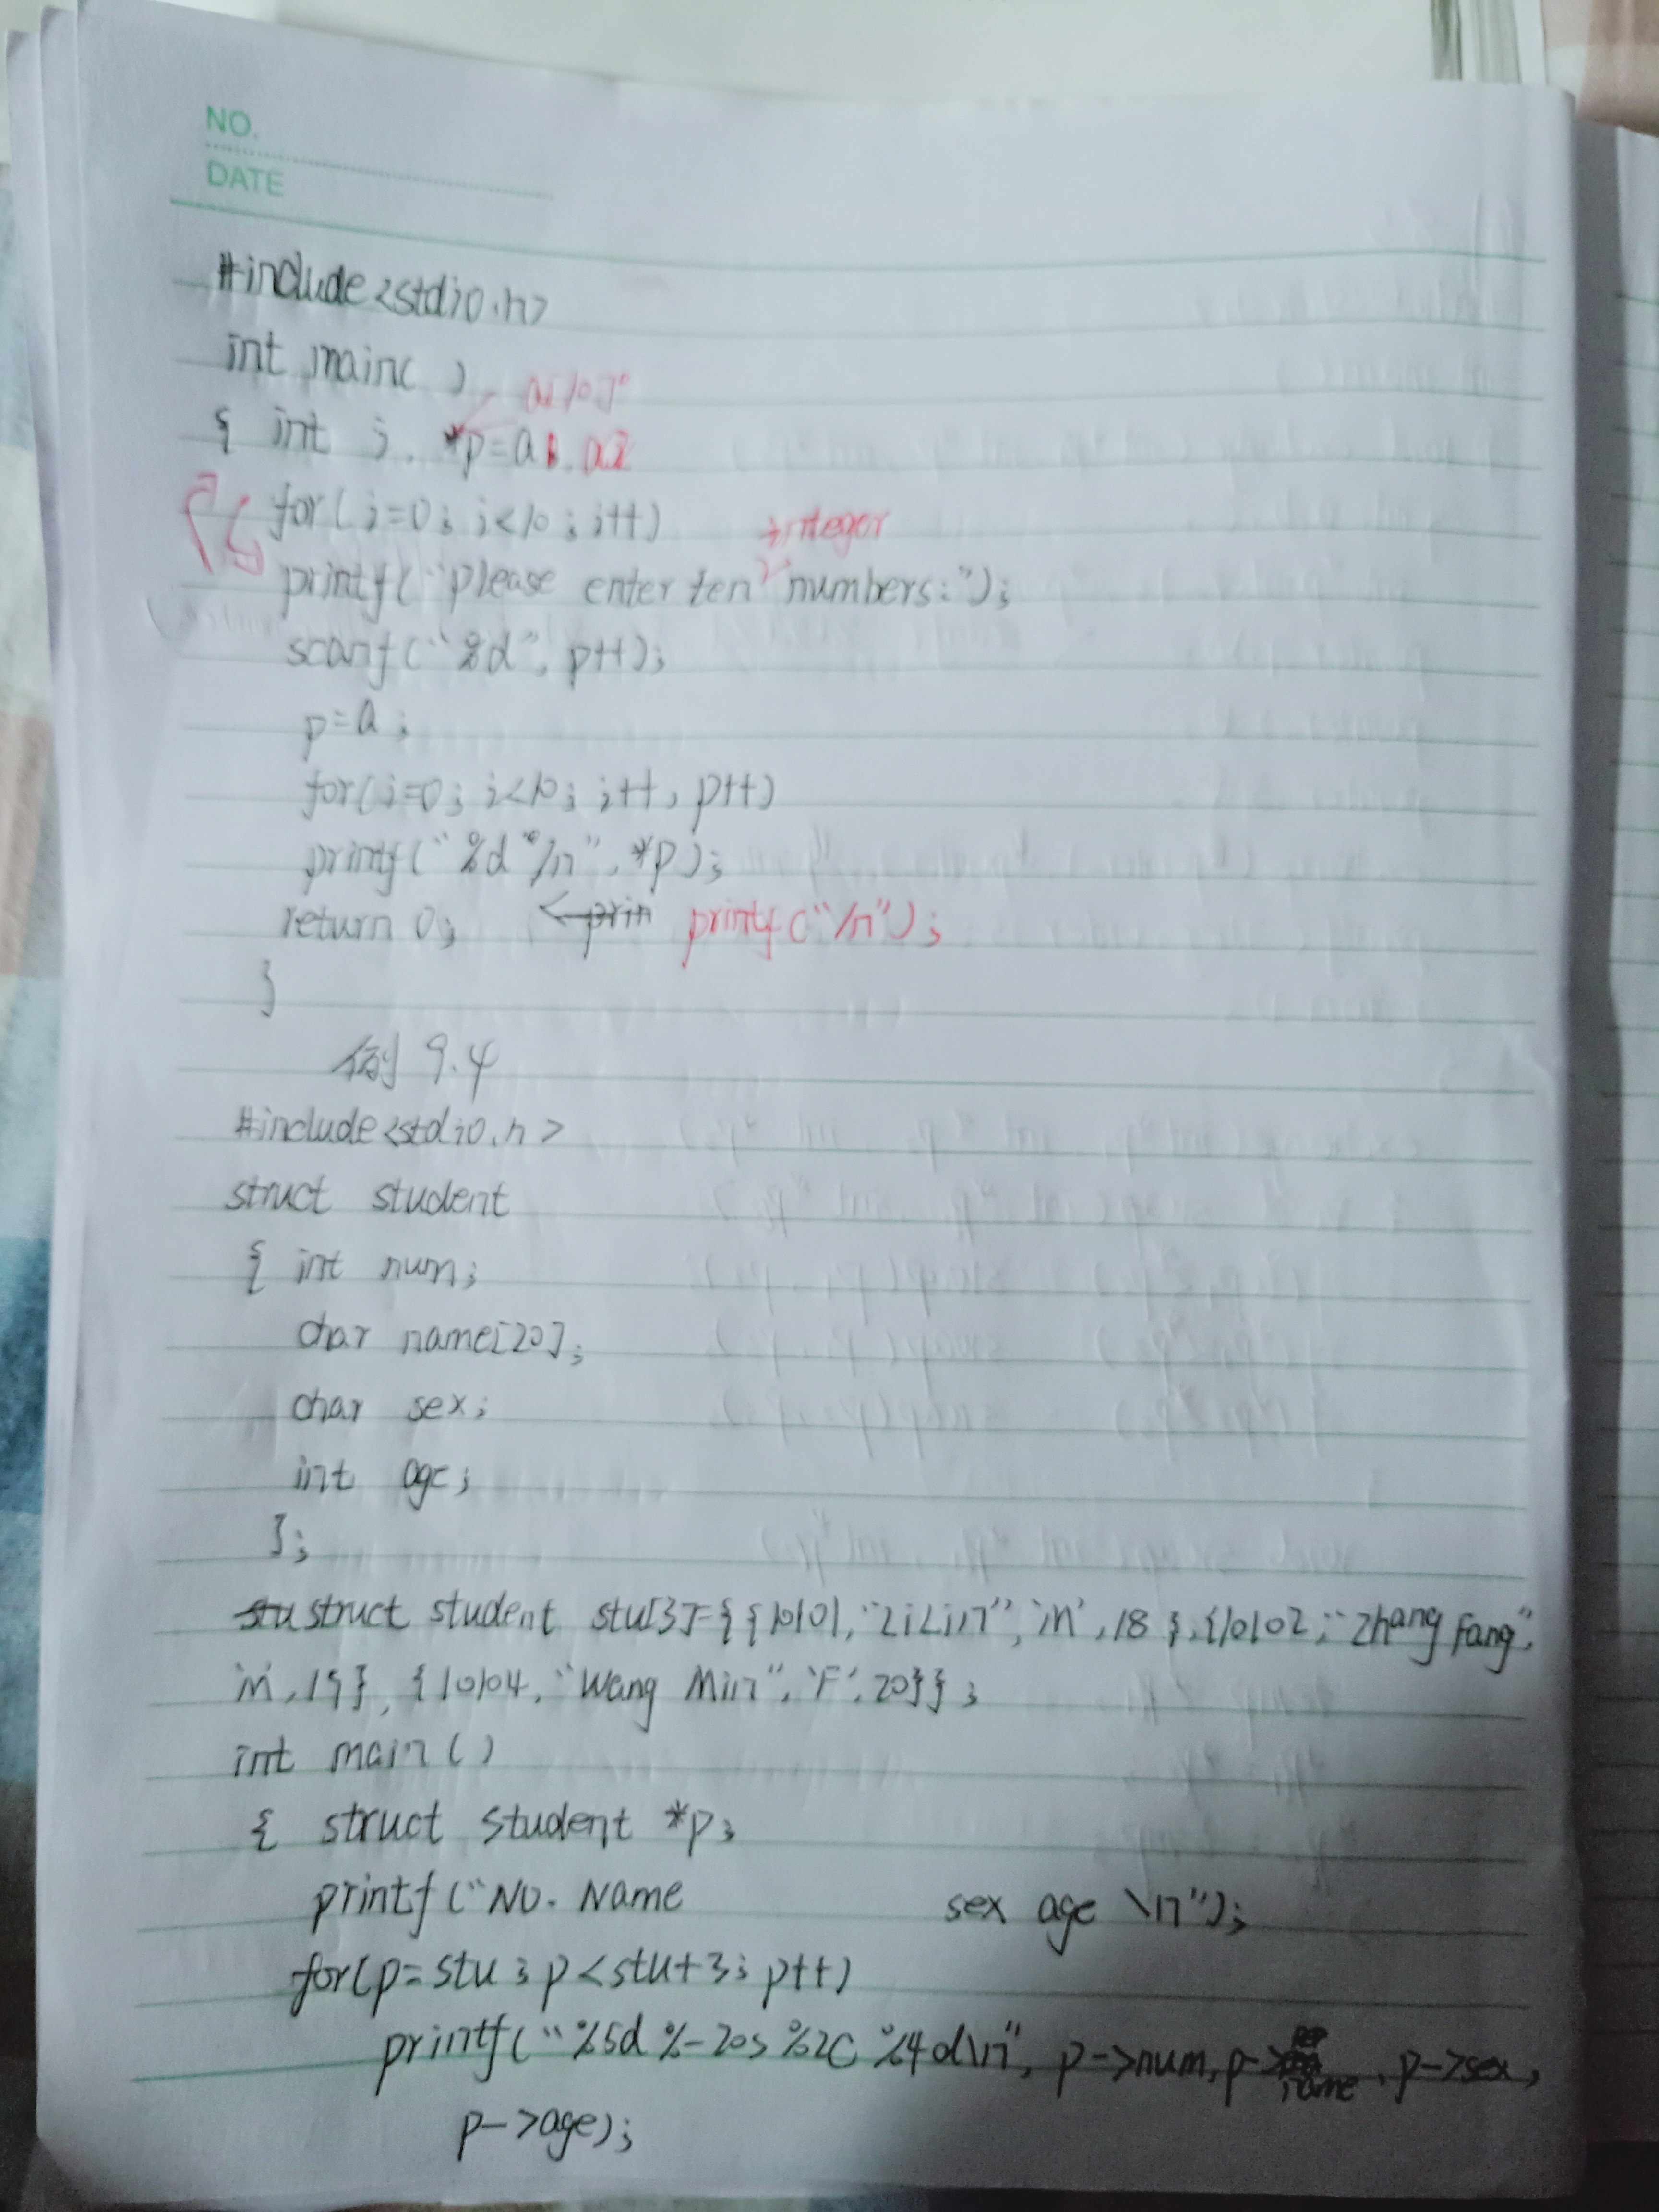 NO.
DATE
#include<stdio.h>
int main( )
a[10]
{ int i, *p=a
for(i=0; i<10; i++)
integer
printf("please enter ten numbers:");
scanf("%d", p++);
p=a;
for(i=0; i<10; i++, p++)
printf("%d /n", *p);
return 0; printf("/n");
}
例 9.4
#include<stdio.h>
struct student
{ int num;
char name[20];
char sex;
int age;
};
struct student stu[3]={{10101,"LiLin",'M',18},{10102,"Zhang Fang",
'M',19},{10104,"Wang Min",'F',20}};
int main()
{ struct student *p;
printf("No. Name sex age \n");
for(p=stu;p<stu+3;p++)
printf("%5d %-20s %2c %4d\n", p->num,p->name,p->sex,
p->age);